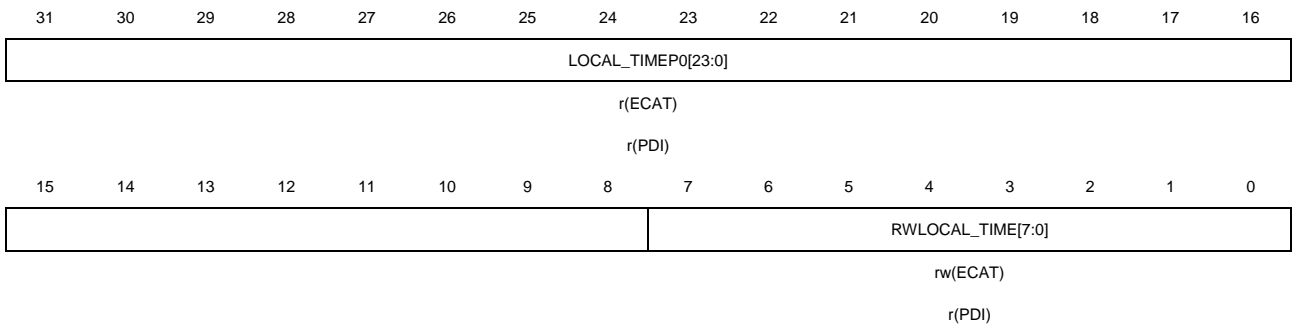 31 30 29 28 27 26 25 24 23 22 21 20 19 18 17 16
LOCAL_TIMEP0[23:0]
r(ECAT)
r(PDI)
15 14 13 12 11 10 9 8 7 6 5 4 3 2 1 0
RWLOCAL_TIME[7:0]
rw(ECAT)
r(PDI)